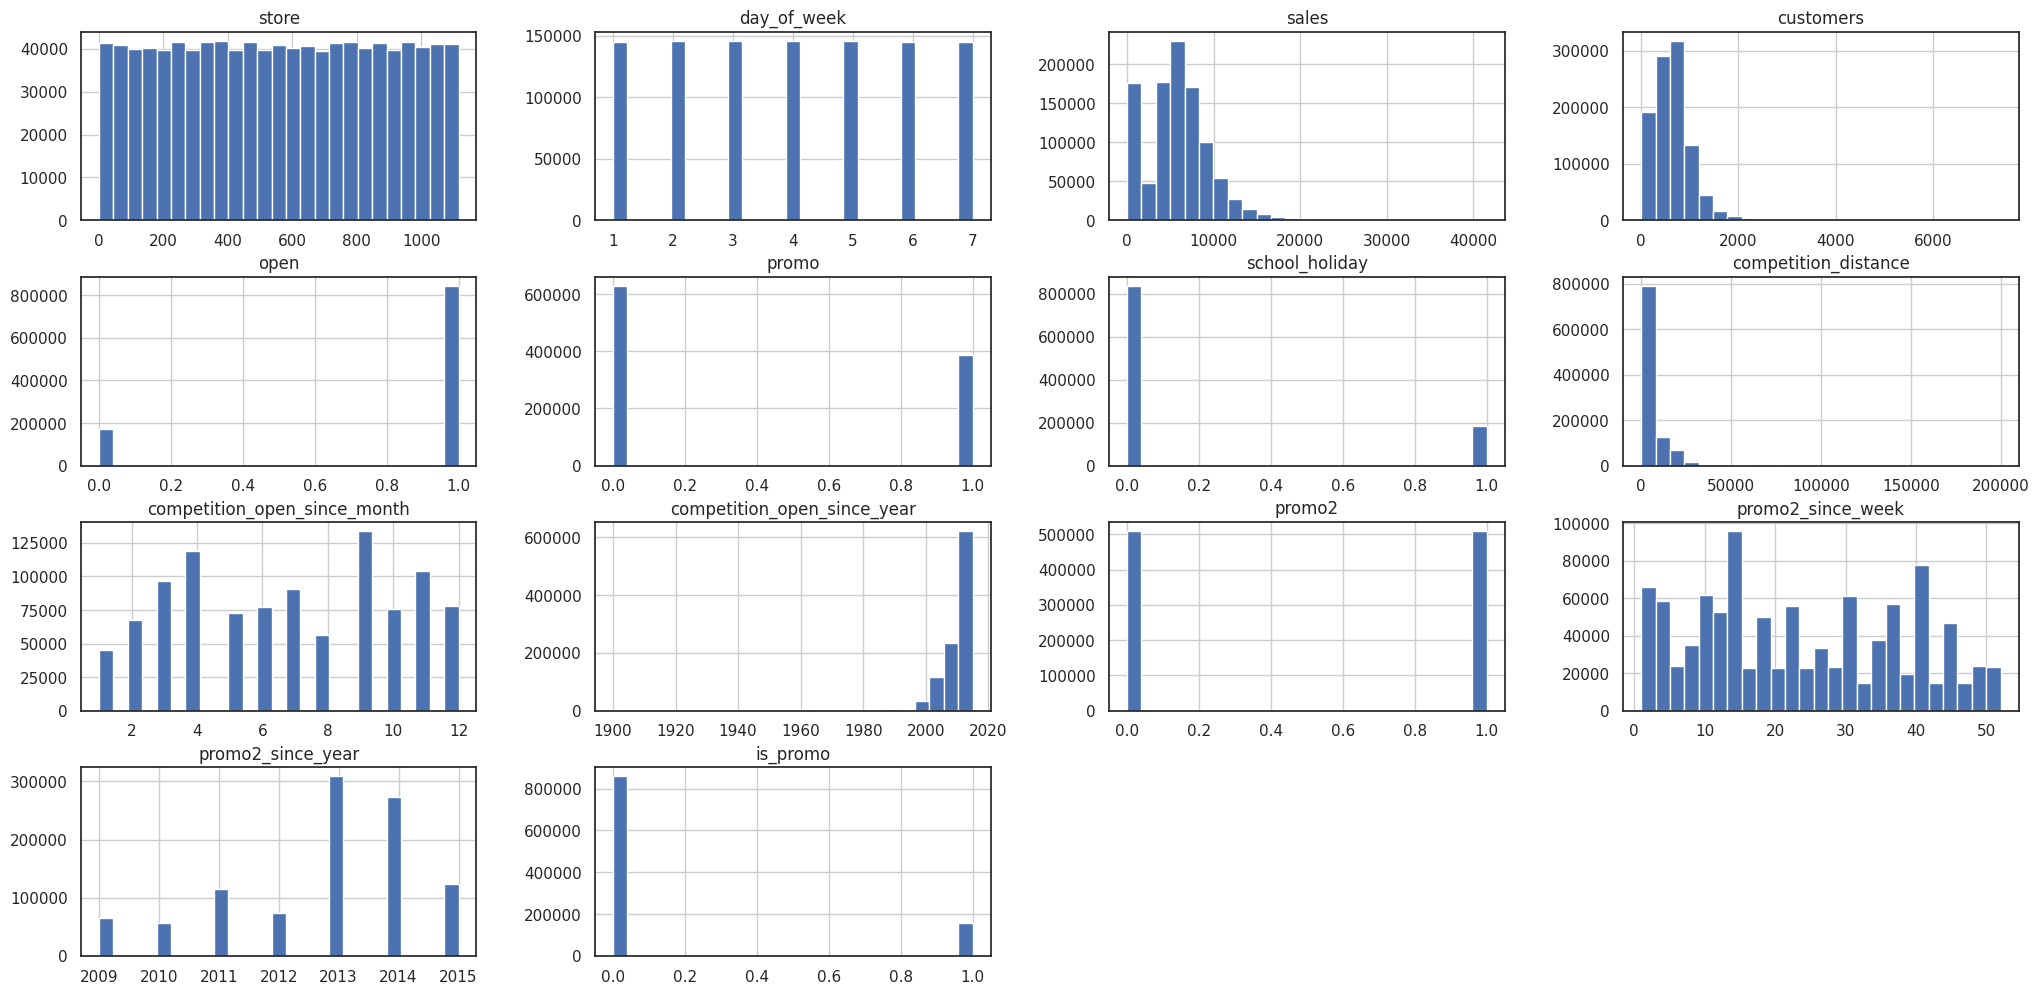 store
40000
30000
20000
10000
0
0 200 400 600 800 1000
day_of_week
150000
100000
50000
0
1 2 3 4 5 6 7
sales
200000
150000
100000
50000
0
0 10000 20000 30000 40000
customers
300000
200000
100000
0
0 2000 4000 6000
open
800000
600000
400000
200000
0
0.0 0.2 0.4 0.6 0.8 1.0
promo
600000
400000
200000
0
0.0 0.2 0.4 0.6 0.8 1.0
school_holiday
800000
600000
400000
200000
0
0.0 0.2 0.4 0.6 0.8 1.0
competition_distance
800000
600000
400000
200000
0
0 50000 100000 150000 200000
competition_open_since_month
125000
100000
75000
50000
25000
0
2 4 6 8 10 12
competition_open_since_year
600000
400000
200000
0
1900 1920 1940 1960 1980 2000 2020
promo2
500000
400000
300000
200000
100000
0
0.0 0.2 0.4 0.6 0.8 1.0
promo2_since_week
100000
80000
60000
40000
20000
0
0 10 20 30 40 50
promo2_since_year
300000
200000
100000
0
2009 2010 2011 2012 2013 2014 2015
is_promo
800000
600000
400000
200000
0
0.0 0.2 0.4 0.6 0.8 1.0